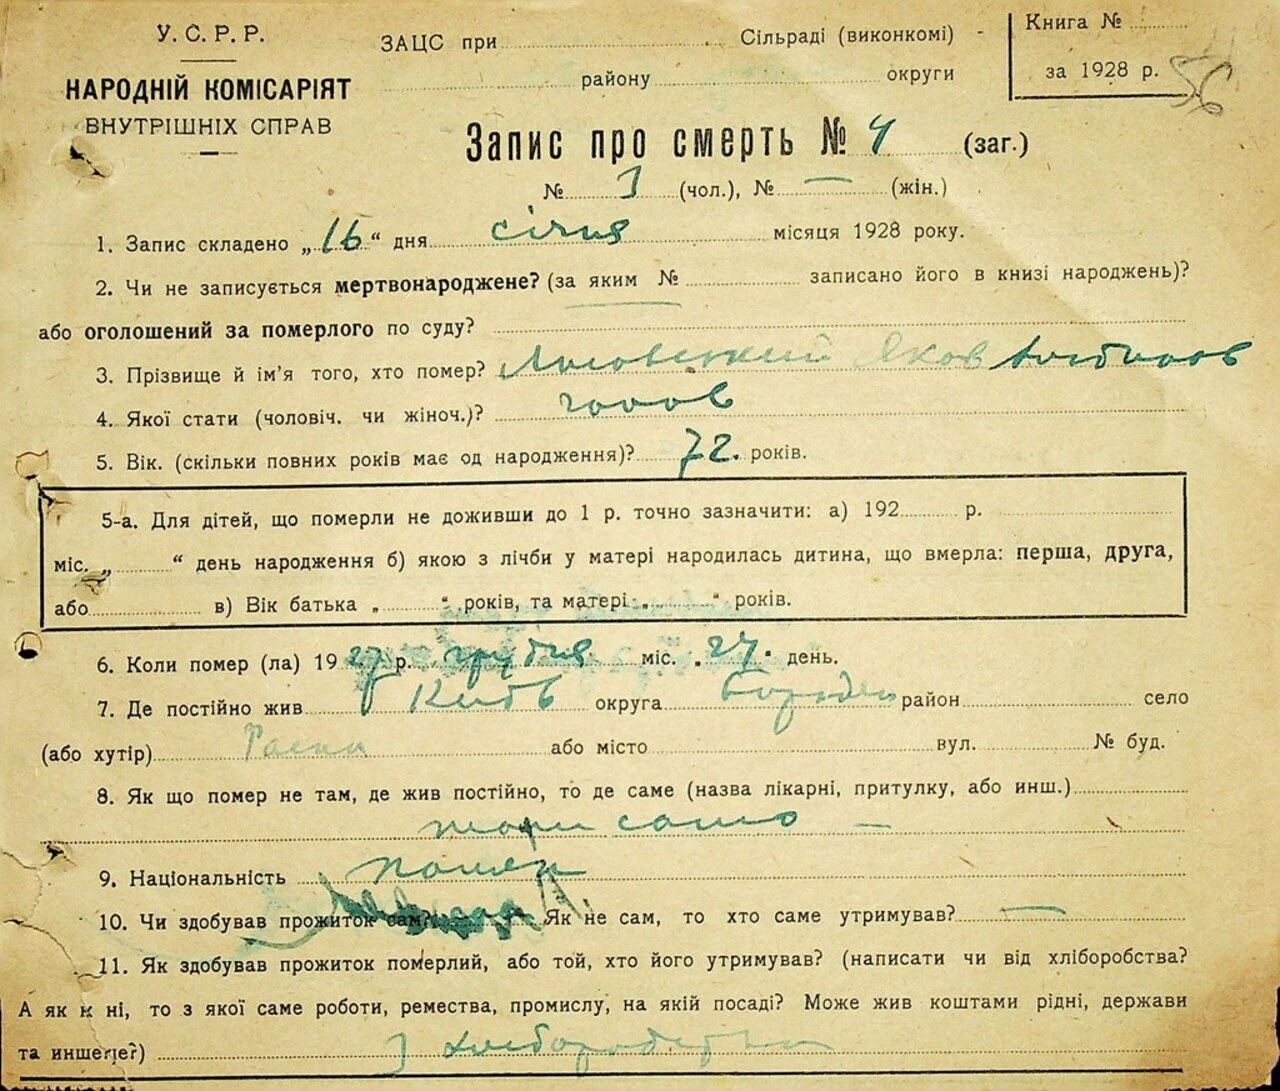 У. С. Р. Р.
НАРОДНІЙ КОМІСАРІЯТ
ВНУТРІШНІХ СПРАВ
ЗАЦС при Сільраді (виконкомі)
району округи
Книга №
за 1928 р.
56
Запис про смерть № 4 (заг.)
№ 3 (чол.), № — (жін.)
1. Запис складено „16“ дня січня місяця 1928 року.
2. Чи не записується мертвонароджене? (за яким № записано його в книзі народжень)?
або оголошений за померлого по суду?
3. Прізвище й ім'я того, хто помер? Яков
4. Якої стати (чоловіч. чи жіноч.)? чолов
5. Вік. (скільки повних років має од народження)? 72. років.
5-а. Для дітей, що померли не доживши до 1 р. точно зазначити: а) 192 р.
міс. „ “ день народження б) якою з лічби у матері народилась дитина, що вмерла: перша, друга,
або в) Вік батька „ “ років, та матері „ “ років.
6. Коли помер (ла) 1927 р. грудня міс. „27“ день.
7. Де постійно жив Київ округа район село
(або хутір) або місто вул. № буд.
8. Як що помер не там, де жив постійно, то де саме (назва лікарні, притулку, або инш.)
само —
9. Національність поляк
10. Чи здобував прожиток сам? Як не сам, то хто саме утримував? —
11. Як здобував прожиток померлий, або той, хто його утримував? (написати чи від хліборобства?
А як н ні, то з якої саме роботи, ремества, промислу, на якій посаді? Може жив коштами рідні, держави
та иншеие?) з